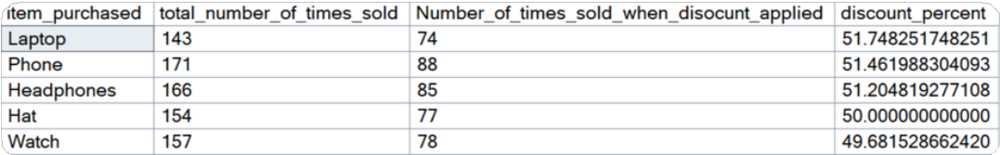 item_purchased total_number_of_times_sold Number_of_times_sold_when_disocunt_applied discount_percent
Laptop 143 74 51.748251748251
Phone 171 88 51.461988304093
Headphones 166 85 51.204819277108
Hat 154 77 50.000000000000
Watch 157 78 49.681528662420